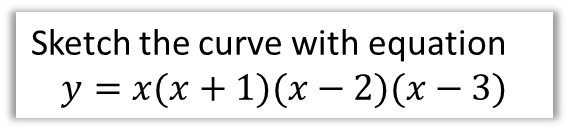 Sketch the curve with equation
𝑦 = 𝑥(𝑥 + 1)(𝑥 − 2)(𝑥 − 3)